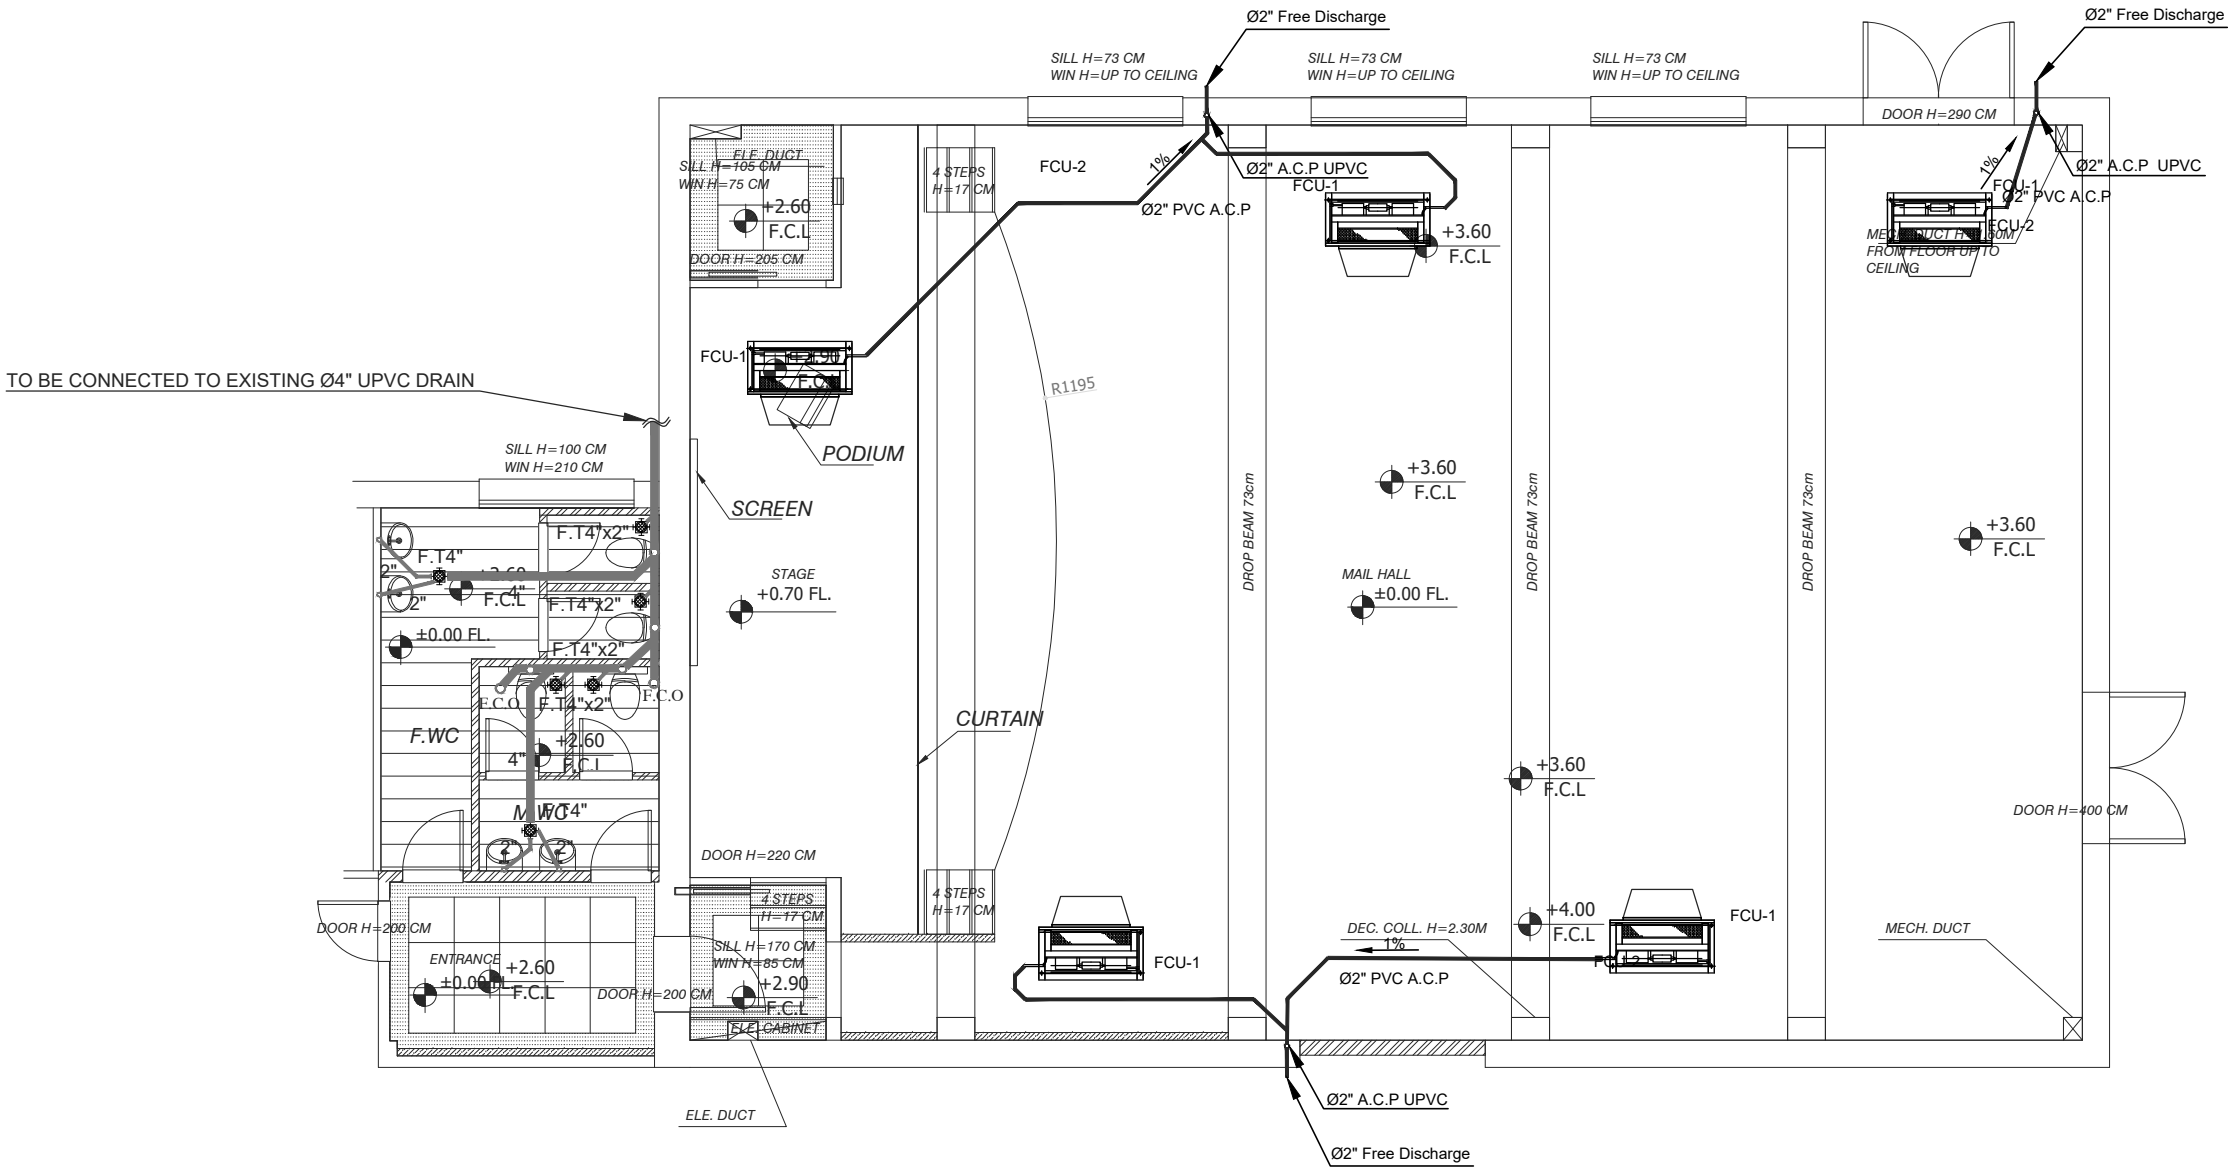 Ø2" Free Discharge
Ø2" Free Discharge
SILL H=73 CM
WIN H=UP TO CEILING
SILL H=73 CM
WIN H=UP TO CEILING
SILL H=73 CM
WIN H=UP TO CEILING
DOOR H=290 CM
ELE. DUCT
SILL H=105 CM
WIN H=75 CM
4 STEPS
H=17 CM
FCU-2
1%
Ø2" A.C.P UPVC
FCU-1
Ø2" PVC A.C.P
1%
Ø2" A.C.P UPVC
FCU-1
Ø2" PVC A.C.P
FCU-2
+2.60
F.C.L
+3.60
F.C.L
MECH. DUCT H=1.60M
FROM FLOOR UP TO
CEILING
DOOR H=205 CM
FCU-1
+2.90
F.C.L
TO BE CONNECTED TO EXISTING Ø4" UPVC DRAIN
R1195
PODIUM
SILL H=100 CM
WIN H=210 CM
SCREEN
+3.60
F.C.L
DROP BEAM 73cm
DROP BEAM 73cm
DROP BEAM 73cm
+3.60
F.C.L
F.T4"x2"
F.T4"
2"
+2.60
F.C.L
4"
2"
F.T4"x2"
±0.00 FL.
F.T4"x2"
STAGE
+0.70 FL.
MAIL HALL
±0.00 FL.
F.C.O
F.T4"x2"
F.C.O
F.WC
CURTAIN
4"
+2.60
F.C.L
+3.60
F.C.L
M.WC
F.T4"
2"
2"
DOOR H=400 CM
DOOR H=220 CM
4 STEPS
H=17 CM
4 STEPS
H=17 CM
DOOR H=200 CM
SILL H=170 CM
WIN H=85 CM
ENTRANCE
±0.00 FL.
+2.60
F.C.L
DOOR H=200 CM
+2.90
F.C.L
ELE. CABINET
FCU-1
DEC. COLL. H=2.30M
1%
+4.00
F.C.L
FCU-1
MECH. DUCT
Ø2" PVC A.C.P
ELE. DUCT
Ø2" A.C.P UPVC
Ø2" Free Discharge